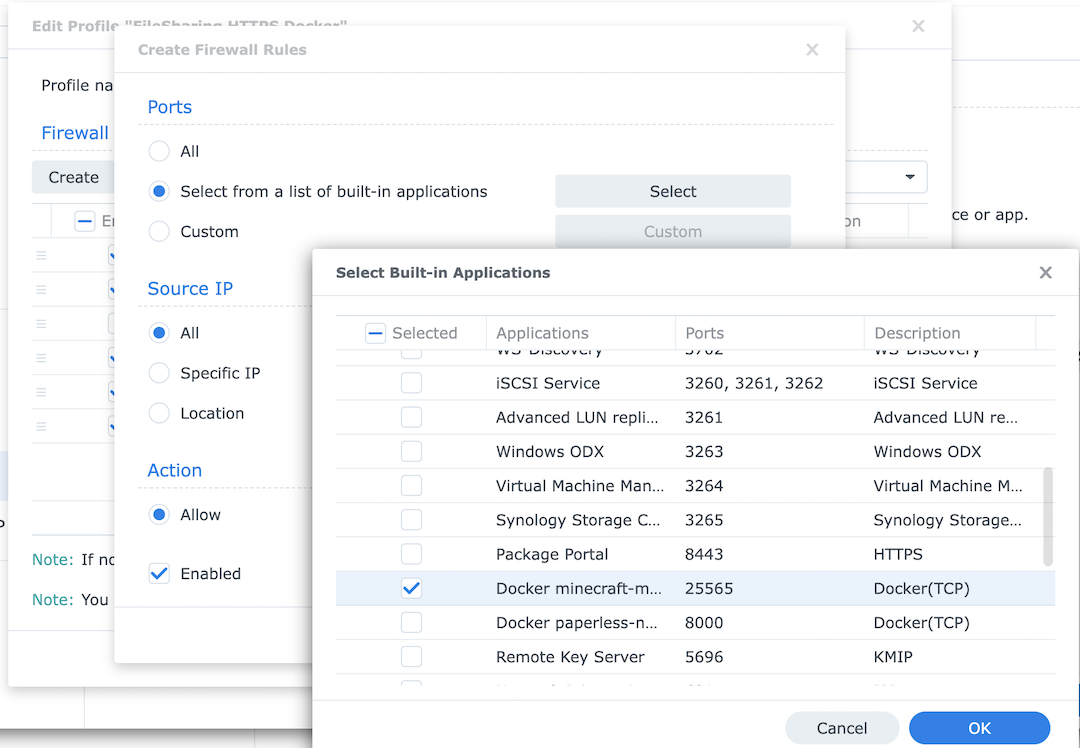 Edit Profile "FileSharing HTTPS Docker"
Create Firewall Rules
Profile na
Ports
Firewall
All
Create
Select from a list of built-in applications
Select
Custom
Custom
ce or app.
on
Source IP
All
Specific IP
Location
Action
Allow
Enabled
Note: If no
Note: You
Select Built-in Applications
Selected Applications Ports Description
WS-Discovery 3702 WS-Discovery
iSCSI Service 3260, 3261, 3262 iSCSI Service
Advanced LUN repli... 3261 Advanced LUN re...
Windows ODX 3263 Windows ODX
Virtual Machine Man... 3264 Virtual Machine M...
Synology Storage C... 3265 Synology Storage...
Package Portal 8443 HTTPS
Docker minecraft-m... 25565 Docker(TCP)
Docker paperless-n... 8000 Docker(TCP)
Remote Key Server 5696 KMIP
Cancel
OK